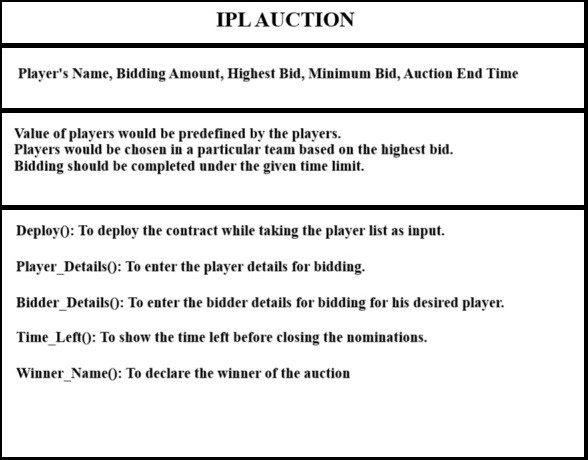 IPL AUCTION
Player's Name, Bidding Amount, Highest Bid, Minimum Bid, Auction End Time
Value of players would be predefined by the players.
Players would be chosen in a particular team based on the highest bid.
Bidding should be completed under the given time limit.
Deploy(): To deploy the contract while taking the player list as input.
Player_Details(): To enter the player details for bidding.
Bidder_Details(): To enter the bidder details for bidding for his desired player.
Time_Left(): To show the time left before closing the nominations.
Winner_Name(): To declare the winner of the auction